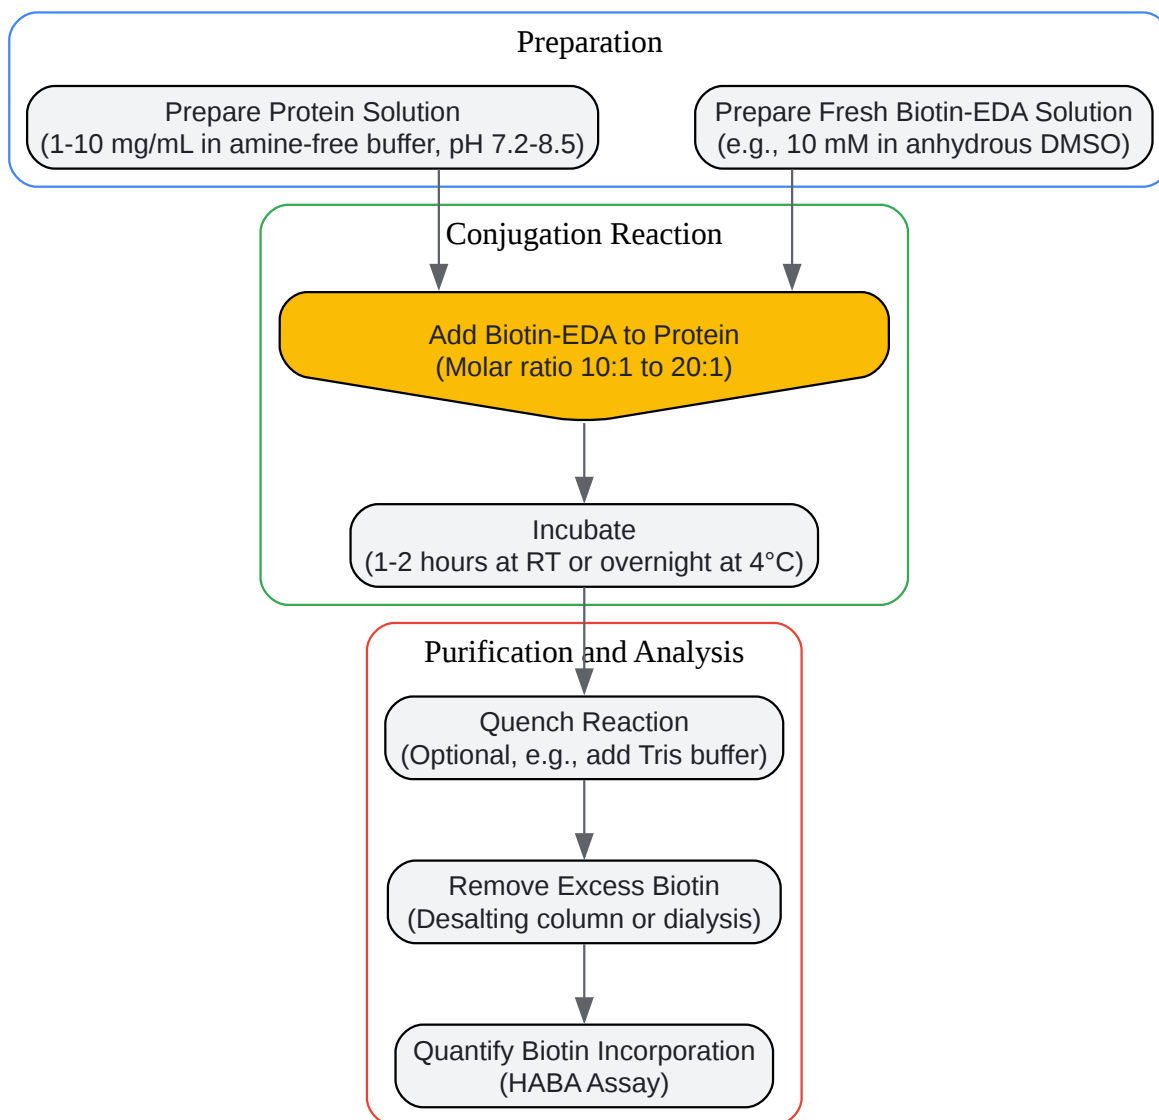 Preparation
Prepare Protein Solution
(1-10 mg/mL in amine-free buffer, pH 7.2-8.5)
Prepare Fresh Biotin-EDA Solution
(e.g., 10 mM in anhydrous DMSO)
Conjugation Reaction
Add Biotin-EDA to Protein
(Molar ratio 10:1 to 20:1)
Incubate
(1-2 hours at RT or overnight at 4°C)
Purification and Analysis
Quench Reaction
(Optional, e.g., add Tris buffer)
Remove Excess Biotin
(Desalting column or dialysis)
Quantify Biotin Incorporation
(HABA Assay)